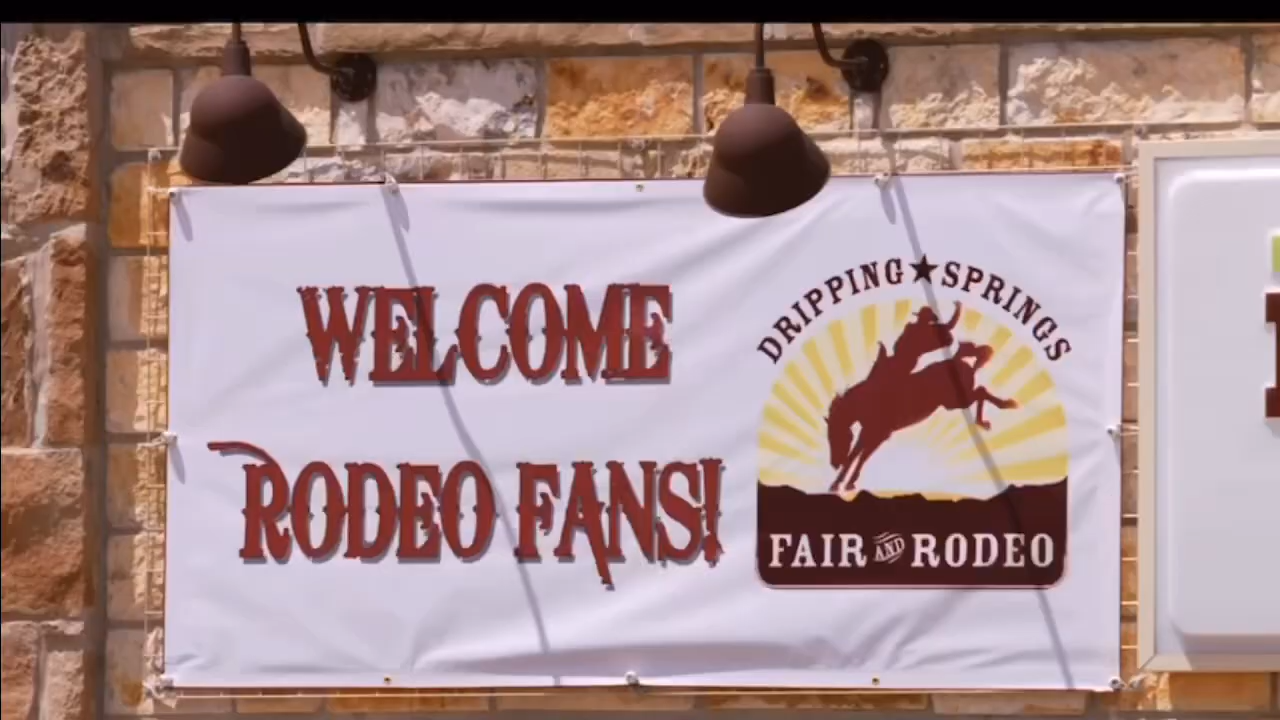 WELCOME
RODEO FANS!
DRIPPING★SPRINGS
FAIR AND RODEO